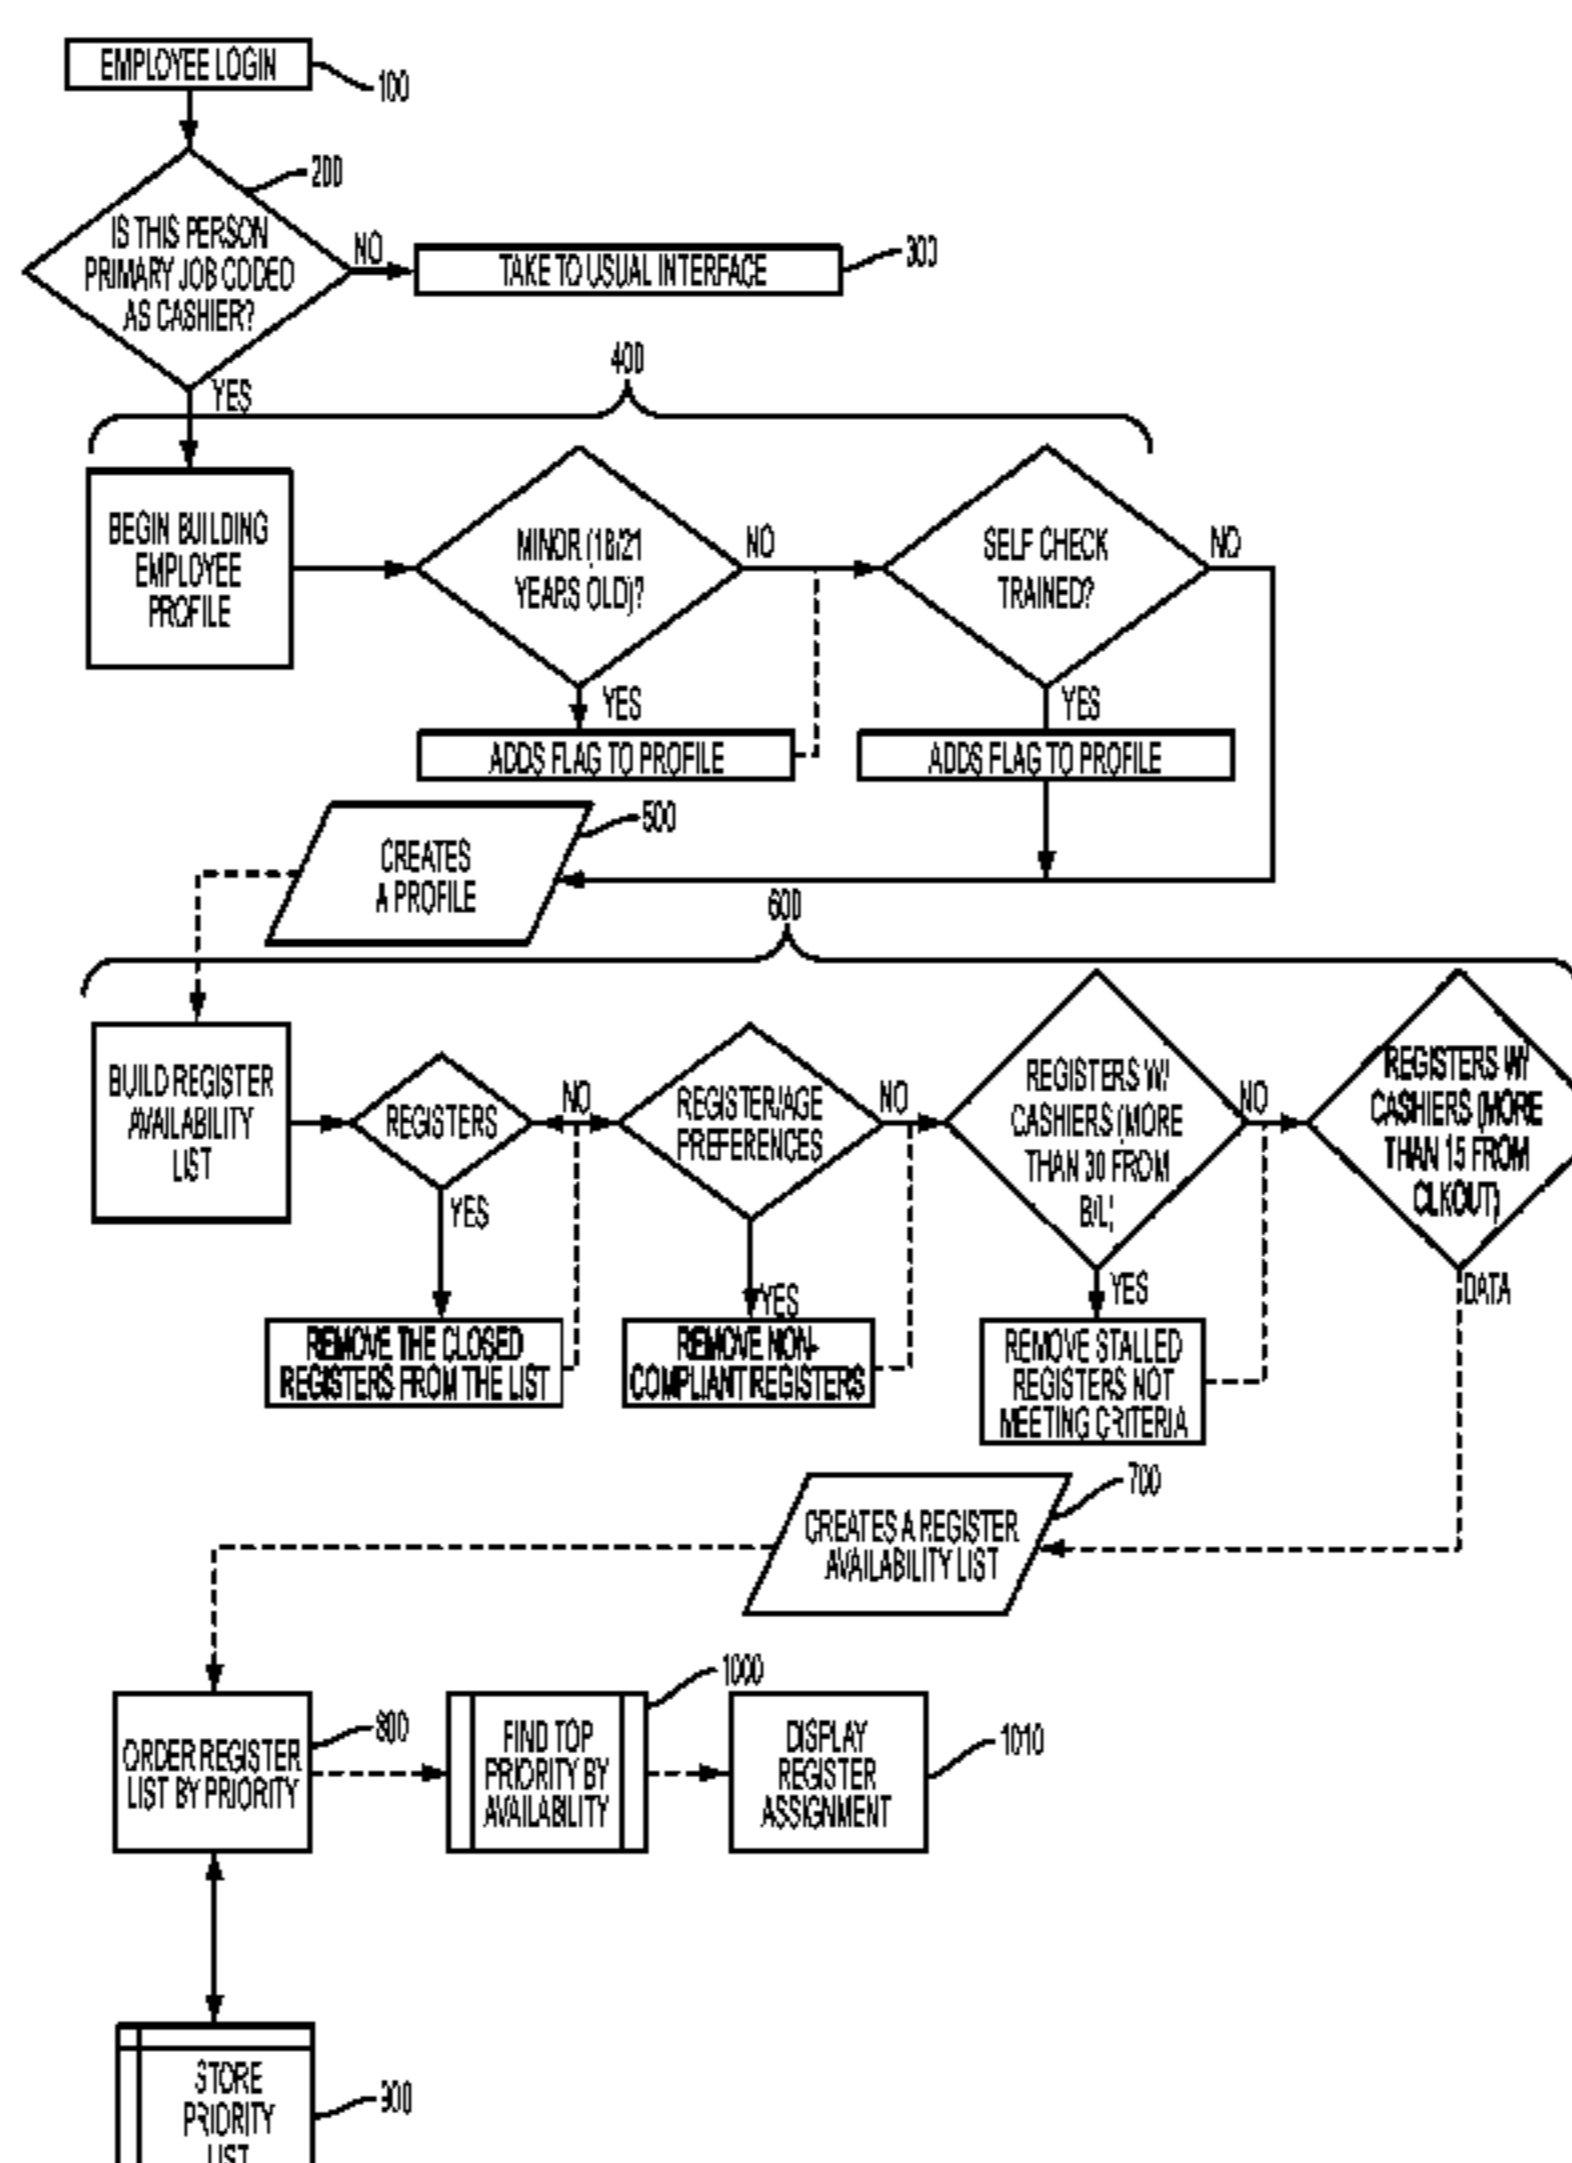 EMPLOYEE LOGIN
100
200
IS THIS PERSON
PRIMARY JOB CODED
AS CASHIER?
NO
TAKE TO USUAL INTERFACE
300
YES
400
BEGIN BUILDING
EMPLOYEE
PROFILE
MINOR (18/21
YEARS OLD)?
NO
SELF CHECK
TRAINED?
NO
YES
YES
ADDS FLAG TO PROFILE
ADDS FLAG TO PROFILE
CREATES
A PROFILE
500
600
BUILD REGISTER
AVAILABILITY
LIST
REGISTERS
NO
REGISTER/AGE
PREFERENCES
NO
REGISTERS W/
CASHIERS (MORE
THAN 30 FROM
B/L)
NO
REGISTERS W/
CASHIERS (MORE
THAN 15 FROM
CLKOUT)
YES
YES
YES
DATA
REMOVE THE CLOSED
REGISTERS FROM THE LIST
REMOVE NON-
COMPLIANT REGISTERS
REMOVE STALLED
REGISTERS NOT
MEETING CRITERIA
CREATES A REGISTER
AVAILABILITY LIST
700
ORDER REGISTER
LIST BY PRIORITY
800
FIND TOP
PRIORITY BY
AVAILABILITY
1000
DISPLAY
REGISTER
ASSIGNMENT
1010
STORE
PRIORITY
LIST
900